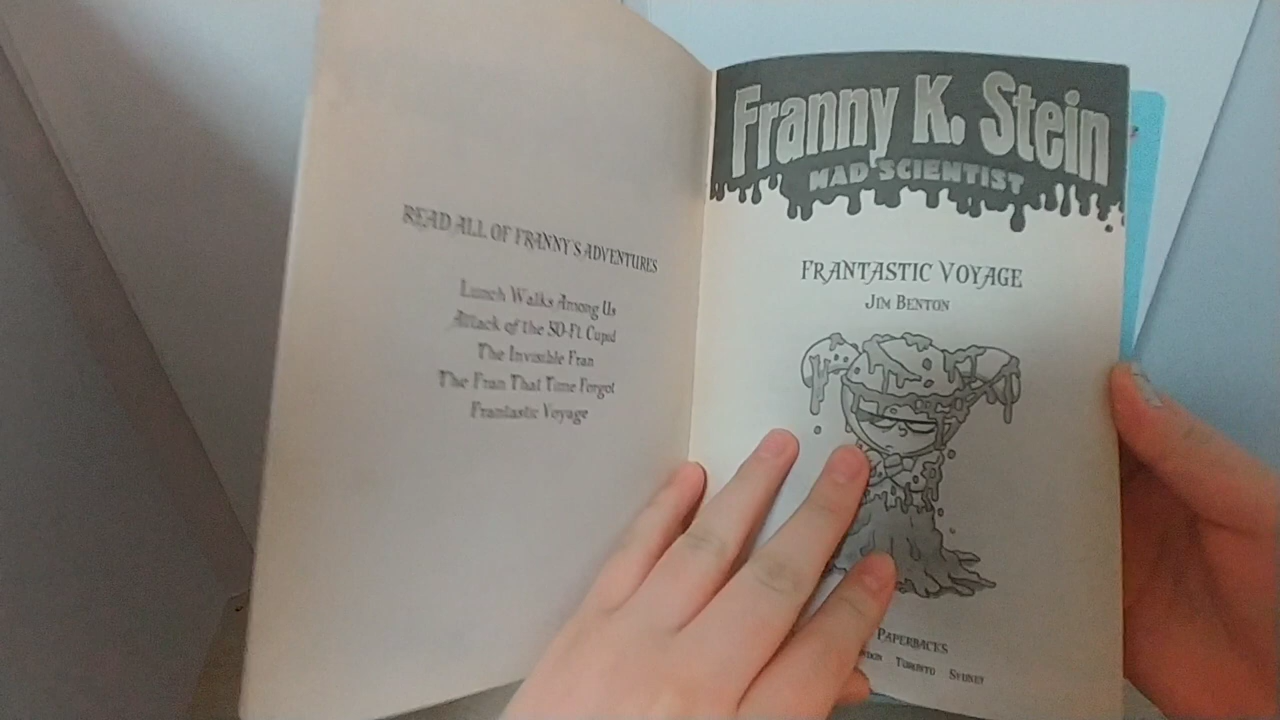 READ ALL OF FRANNY'S ADVENTURES
Lunch Walks Among Us
Attack of the 50-Ft. Cupid
The Invisible Fran
The Fran That Time Forgot
Frantastic Voyage
Franny K. Stein
MAD SCIENTIST
FRANTASTIC VOYAGE
JIM BENTON
PAPERBACKS
TORONTO SYDNEY